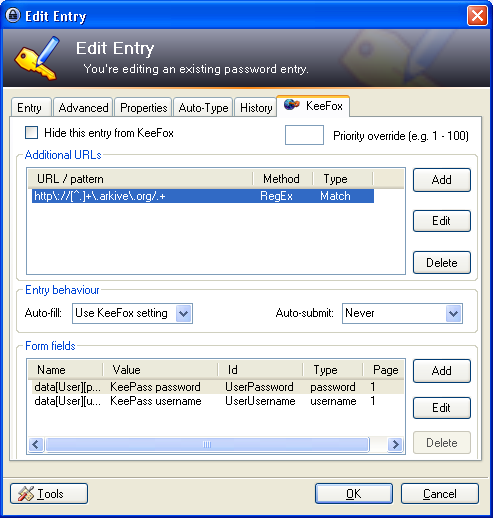 Edit Entry
Edit Entry
You're editing an existing password entry.
Entry Advanced Properties Auto-Type History KeeFox
Hide this entry from KeeFox Priority override (e.g. 1 - 100)
Additional URLs
URL / pattern Method Type
http\://[^.]+\.arkive\.org/.+ RegEx Match
Add
Edit
Delete
Entry behaviour
Auto-fill: Use KeeFox setting Auto-submit: Never
Form fields
Name Value Id Type Page
data[User][p... KeePass password UserPassword password 1
data[User][u... KeePass username UserUsername username 1
Add
Edit
Delete
Tools OK Cancel